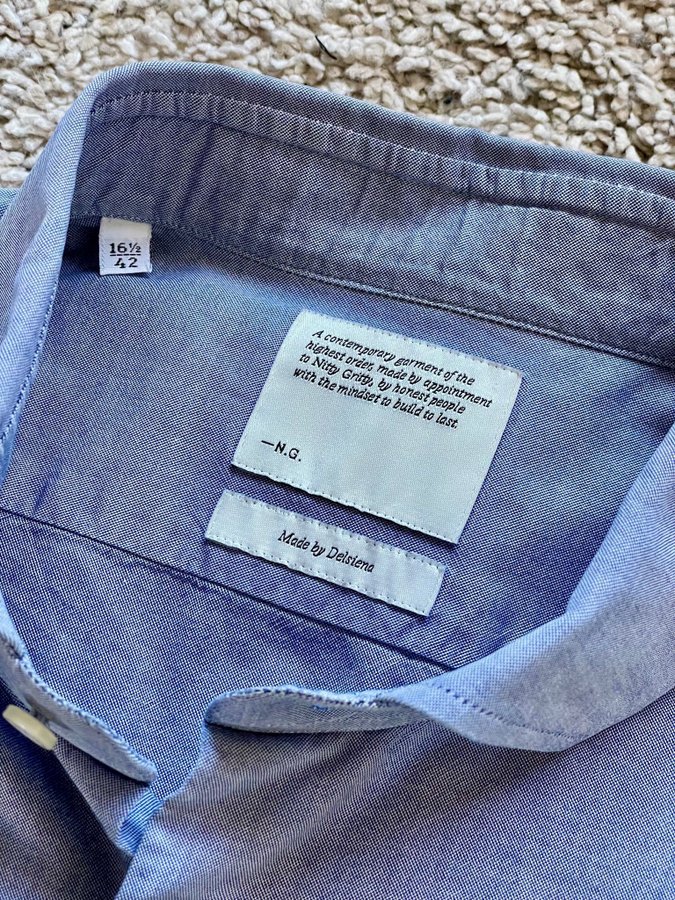 16½
42
A contemporary garment of the
highest order, made by appointment
to Nitty Gritty, by honest people
with the mindset to build to last.
—N.G.
Made by Delsiena